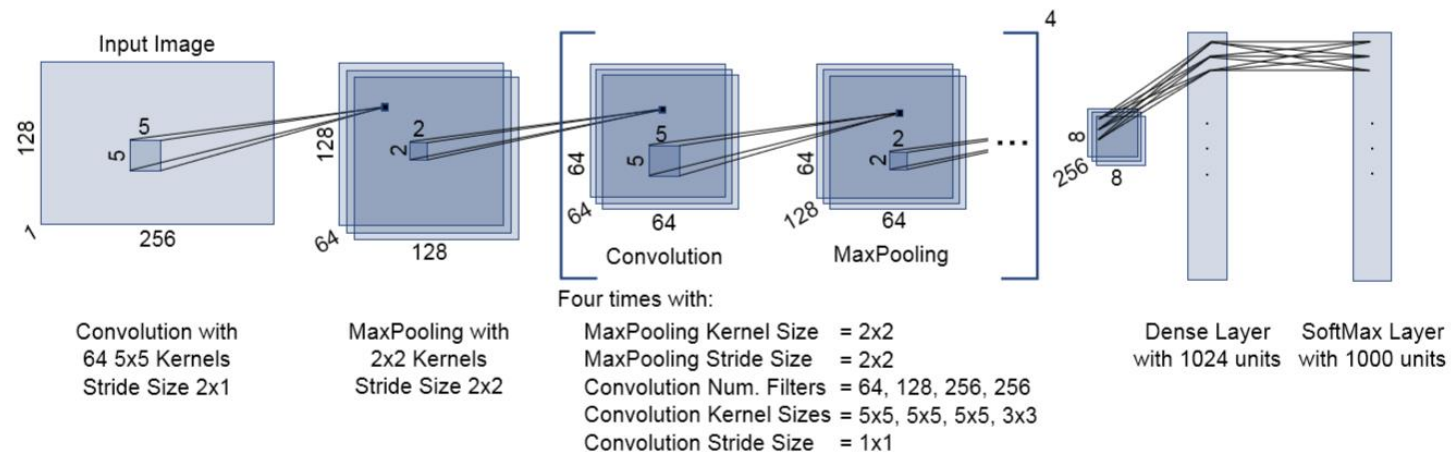 Input Image
128
5
5
1
256
128
2
2
64
128
4
64
5
5
64
64
Convolution
64
2
2
128
64
MaxPooling
...
8
256
8
Convolution with
64 5x5 Kernels
Stride Size 2x1
MaxPooling with
2x2 Kernels
Stride Size 2x2
Four times with:
MaxPooling Kernel Size = 2x2
MaxPooling Stride Size = 2x2
Convolution Num. Filters = 64, 128, 256, 256
Convolution Kernel Sizes = 5x5, 5x5, 5x5, 3x3
Convolution Stride Size = 1x1
Dense Layer
with 1024 units
SoftMax Layer
with 1000 units